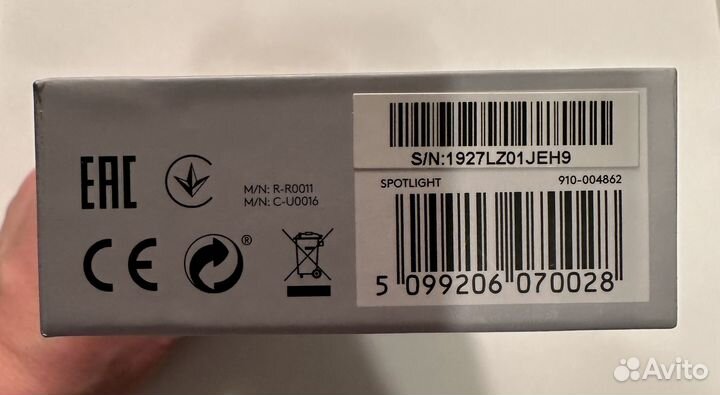 S/N:1927LZ01JEH9
SPOTLIGHT 910-004862
EAC
M/N: R-R0011
M/N: C-U0016
CE
®
5 099206 070028
Avito